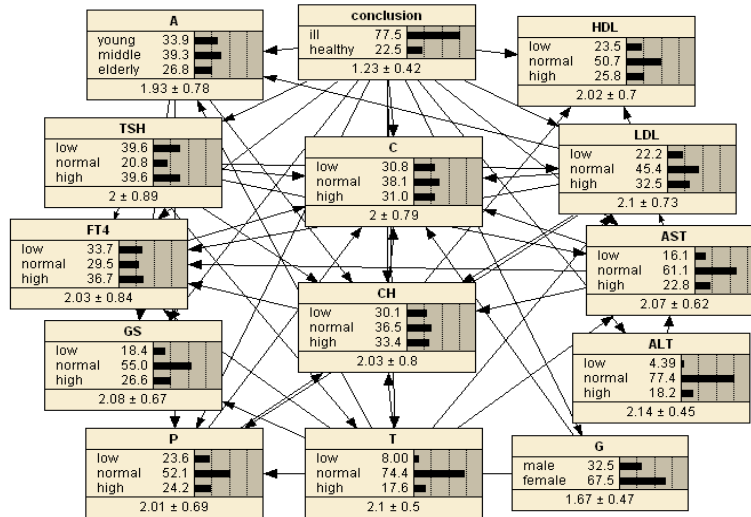 A
young 33.9
middle 39.3
elderly 26.8
1.93 ± 0.78
conclusion
ill 77.5
healthy 22.5
1.23 ± 0.42
HDL
low 23.5
normal 50.7
high 25.8
2.02 ± 0.7
TSH
low 39.6
normal 20.8
high 39.6
2 ± 0.89
C
low 30.8
normal 38.1
high 31.0
2 ± 0.79
LDL
low 22.2
normal 45.4
high 32.5
2.1 ± 0.73
FT4
low 33.7
normal 29.5
high 36.7
2.03 ± 0.84
AST
low 16.1
normal 61.1
high 22.8
2.07 ± 0.62
CH
low 30.1
normal 36.5
high 33.4
2.03 ± 0.8
GS
low 18.4
normal 55.0
high 26.6
2.08 ± 0.67
ALT
low 4.39
normal 77.4
high 18.2
2.14 ± 0.45
P
low 23.6
normal 52.1
high 24.2
2.01 ± 0.69
T
low 8.00
normal 74.4
high 17.6
2.1 ± 0.5
G
male 32.5
female 67.5
1.67 ± 0.47